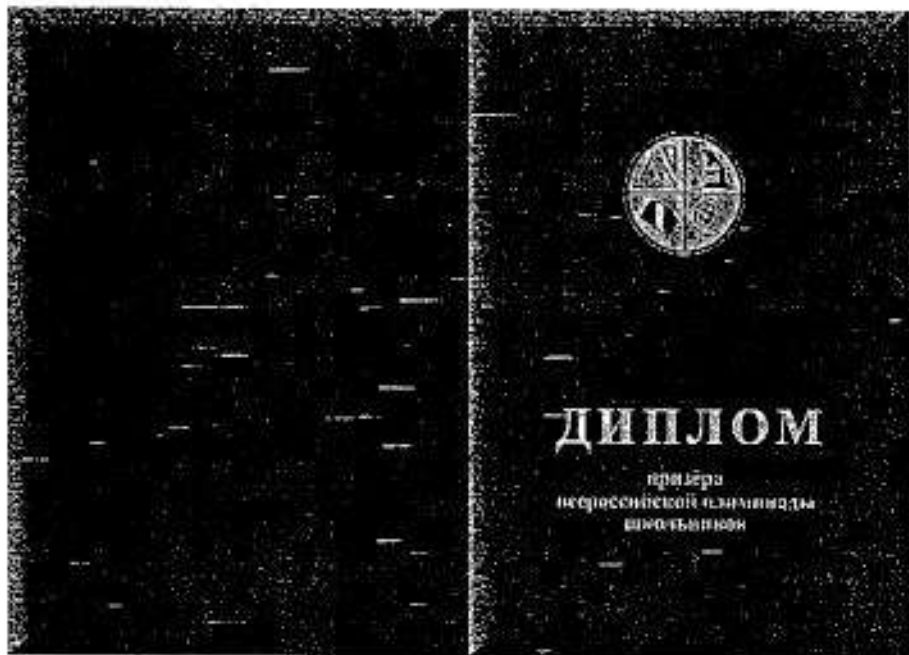 ДИПЛОМ
призёра
всероссийской олимпиады
школьников